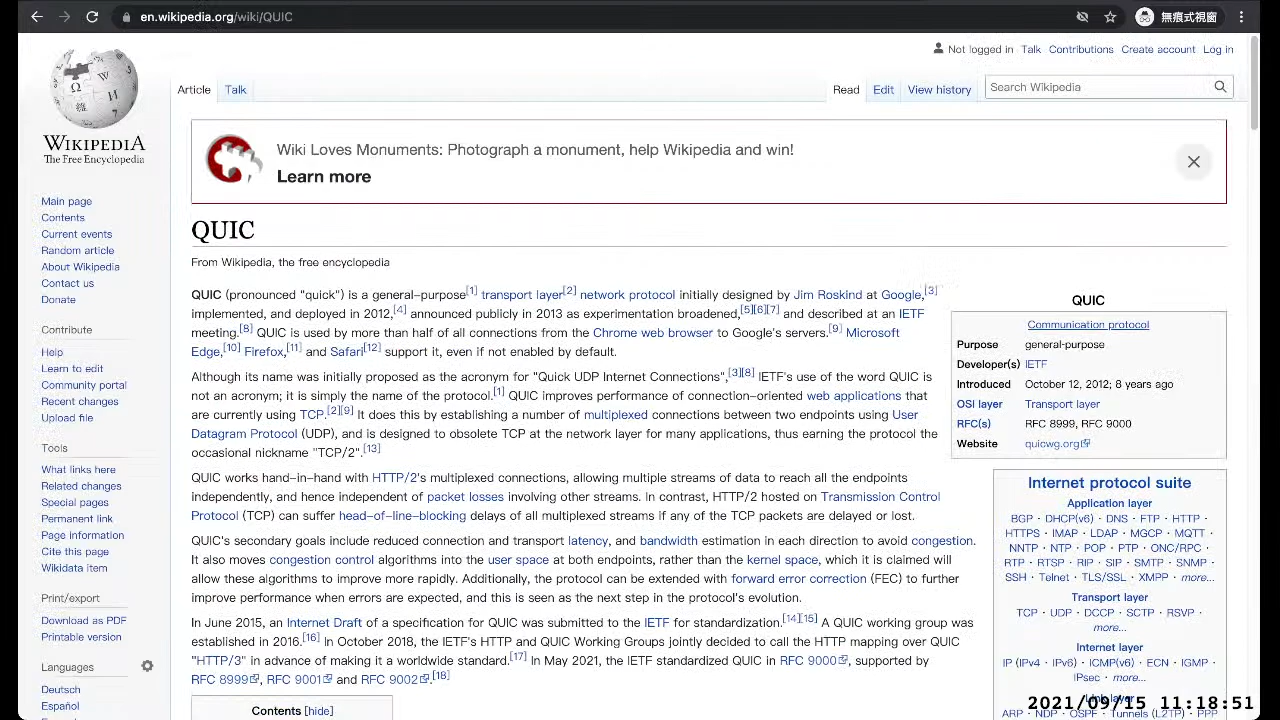 en.wikipedia.org/wiki/QUIC
無痕式視窗
Not logged in Talk Contributions Create account Log in
Article Talk
Read Edit View history
Search Wikipedia
WIKIPEDIA
The Free Encyclopedia
Wiki Loves Monuments: Photograph a monument, help Wikipedia and win!
Learn more
Main page
Contents
Current events
Random article
About Wikipedia
Contact us
Donate
Contribute
Help
Learn to edit
Community portal
Recent changes
Upload file
Tools
What links here
Related changes
Special pages
Permanent link
Page information
Cite this page
Wikidata item
Print/export
Download as PDF
Printable version
Languages
Deutsch
Español
QUIC
From Wikipedia, the free encyclopedia
QUIC (pronounced "quick") is a general-purpose[1] transport layer[2] network protocol initially designed by Jim Roskind at Google,[3]
implemented, and deployed in 2012,[4] announced publicly in 2013 as experimentation broadened,[5][6][7] and described at an IETF
meeting.[8] QUIC is used by more than half of all connections from the Chrome web browser to Google's servers.[9] Microsoft
Edge,[10] Firefox,[11] and Safari[12] support it, even if not enabled by default.
Although its name was initially proposed as the acronym for "Quick UDP Internet Connections",[3][8] IETF's use of the word QUIC is
not an acronym; it is simply the name of the protocol.[1] QUIC improves performance of connection-oriented web applications that
are currently using TCP.[2][9] It does this by establishing a number of multiplexed connections between two endpoints using User
Datagram Protocol (UDP), and is designed to obsolete TCP at the network layer for many applications, thus earning the protocol the
occasional nickname "TCP/2".[13]
QUIC works hand-in-hand with HTTP/2's multiplexed connections, allowing multiple streams of data to reach all the endpoints
independently, and hence independent of packet losses involving other streams. In contrast, HTTP/2 hosted on Transmission Control
Protocol (TCP) can suffer head-of-line-blocking delays of all multiplexed streams if any of the TCP packets are delayed or lost.
QUIC's secondary goals include reduced connection and transport latency, and bandwidth estimation in each direction to avoid congestion.
It also moves congestion control algorithms into the user space at both endpoints, rather than the kernel space, which it is claimed will
allow these algorithms to improve more rapidly. Additionally, the protocol can be extended with forward error correction (FEC) to further
improve performance when errors are expected, and this is seen as the next step in the protocol's evolution.
In June 2015, an Internet Draft of a specification for QUIC was submitted to the IETF for standardization.[14][15] A QUIC working group was
established in 2016.[16] In October 2018, the IETF's HTTP and QUIC Working Groups jointly decided to call the HTTP mapping over QUIC
"HTTP/3" in advance of making it a worldwide standard.[17] In May 2021, the IETF standardized QUIC in RFC 9000, supported by
RFC 8999, RFC 9001 and RFC 9002.[18]
Contents [hide]
QUIC
Communication protocol
Purpose general-purpose
Developer(s) IETF
Introduced October 12, 2012; 8 years ago
OSI layer Transport layer
RFC(s) RFC 8999, RFC 9000
Website quicwg.org
Internet protocol suite
Application layer
BGP · DHCP(v6) · DNS · FTP · HTTP ·
HTTPS · IMAP · LDAP · MGCP · MQTT ·
NNTP · NTP · POP · PTP · ONC/RPC ·
RTP · RTSP · RIP · SIP · SMTP · SNMP ·
SSH · Telnet · TLS/SSL · XMPP · more...
Transport layer
TCP · UDP · DCCP · SCTP · RSVP ·
more...
Internet layer
IP (IPv4 · IPv6) · ICMP(v6) · ECN · IGMP ·
IPsec · more...
Link layer
ARP · NDP · OSPF · Tunnels (L2TP) · PPP
2021/09/15 11:18:51